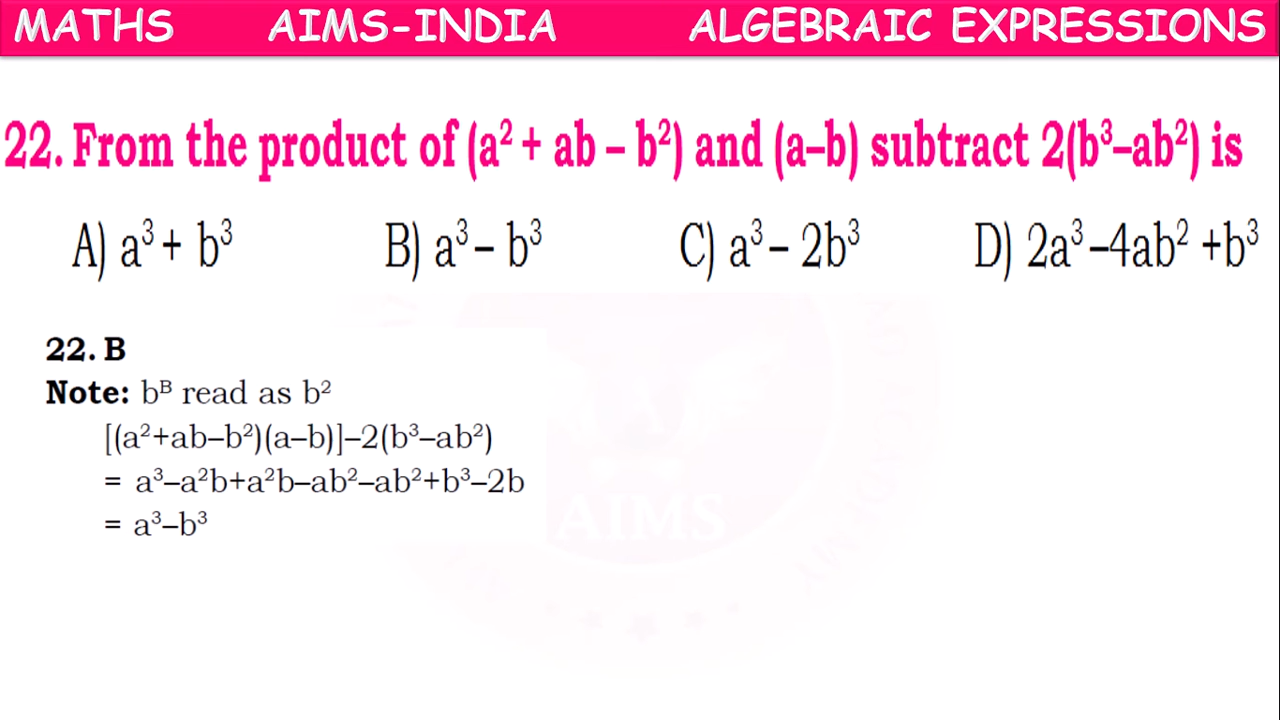 MATHS AIMS-INDIA ALGEBRAIC EXPRESSIONS
22. From the product of (a² + ab – b²) and (a–b) subtract 2(b³–ab²) is
A) a³ + b³ B) a³ – b³ C) a³ – 2b³ D) 2a³ –4ab² +b³
22. B
Note: bᴮ read as b²
[(a²+ab–b²)(a–b)]–2(b³–ab²)
= a³–a²b+a²b–ab²–ab²+b³–2b
= a³–b³
AIMS